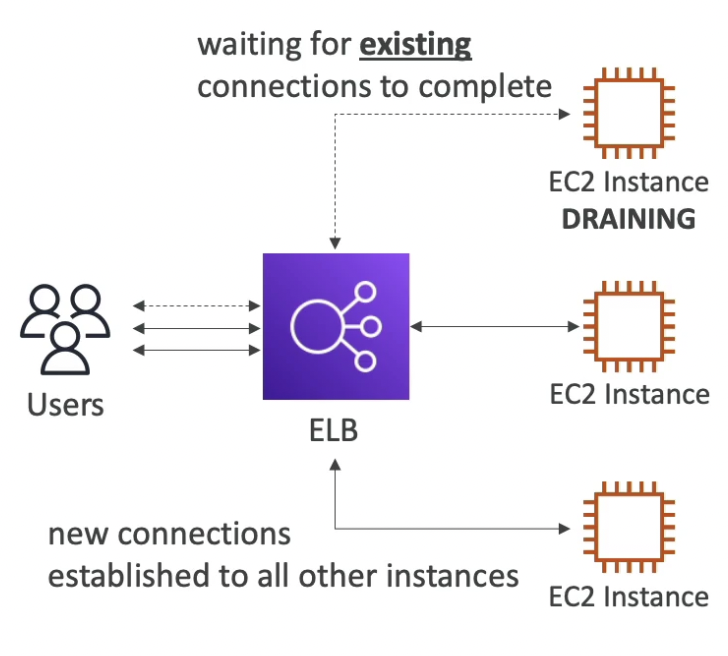 waiting for existing
connections to complete
EC2 Instance
DRAINING
Users
ELB
EC2 Instance
new connections
established to all other instances
EC2 Instance